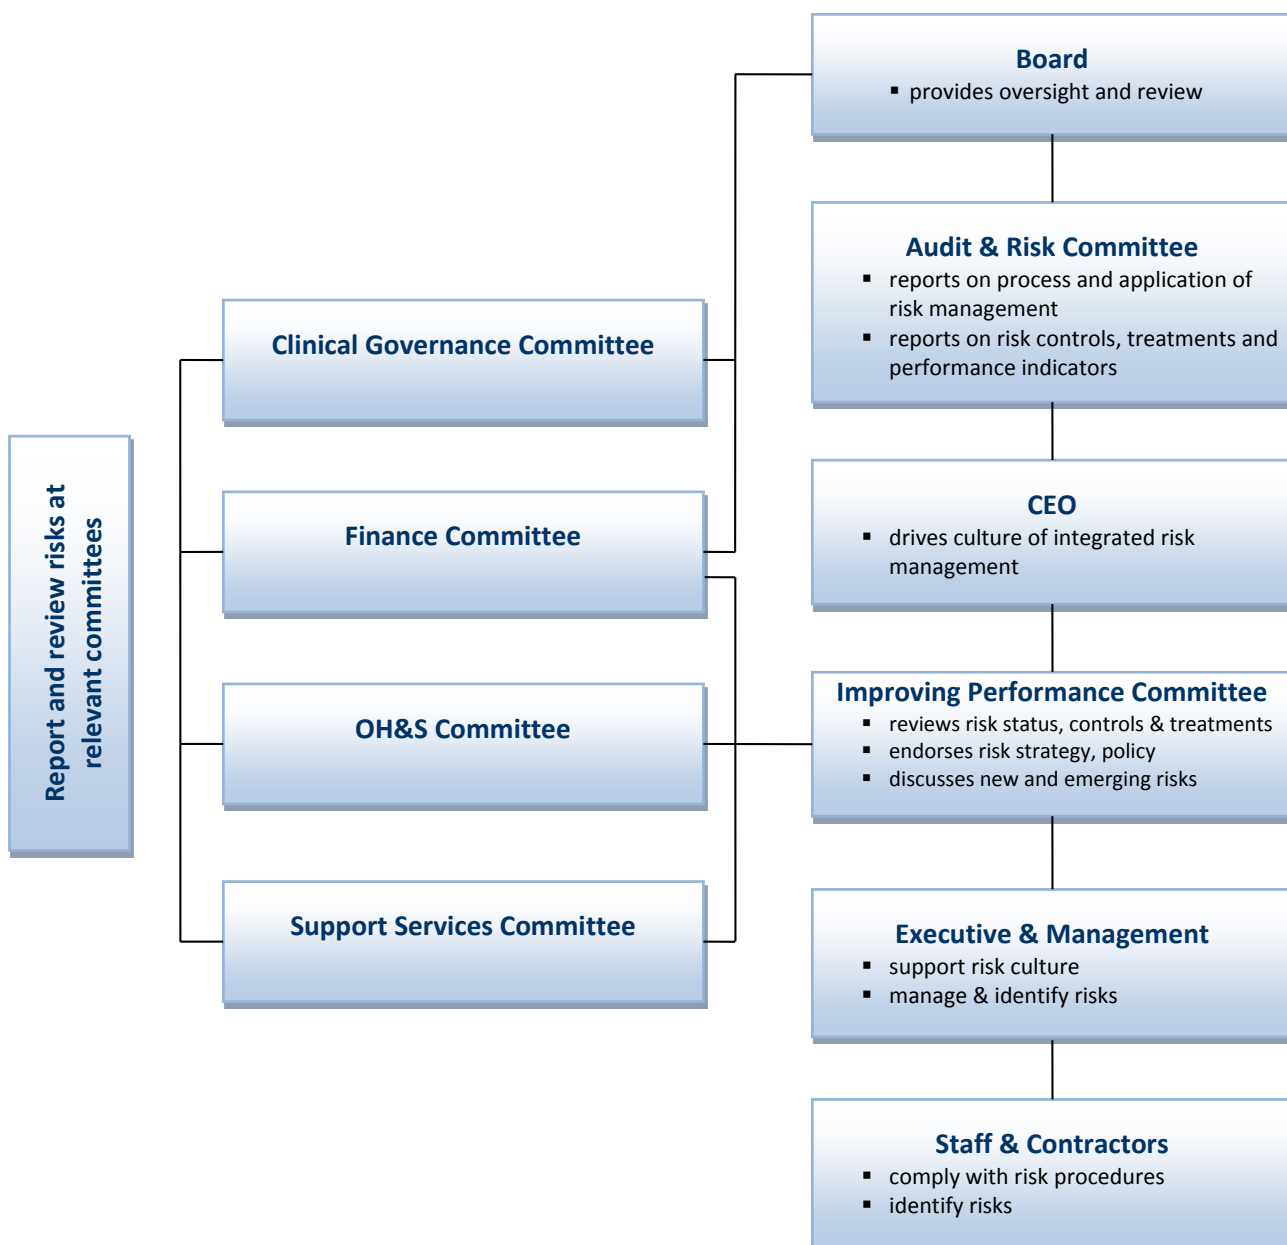 Report and review risks at
relevant committees
Clinical Governance Committee
Finance Committee
OH&S Committee
Support Services Committee
Board
▪ provides oversight and review
Audit & Risk Committee
▪ reports on process and application of
risk management
▪ reports on risk controls, treatments and
performance indicators
CEO
▪ drives culture of integrated risk
management
Improving Performance Committee
▪ reviews risk status, controls & treatments
▪ endorses risk strategy, policy
▪ discusses new and emerging risks
Executive & Management
▪ support risk culture
▪ manage & identify risks
Staff & Contractors
▪ comply with risk procedures
▪ identify risks